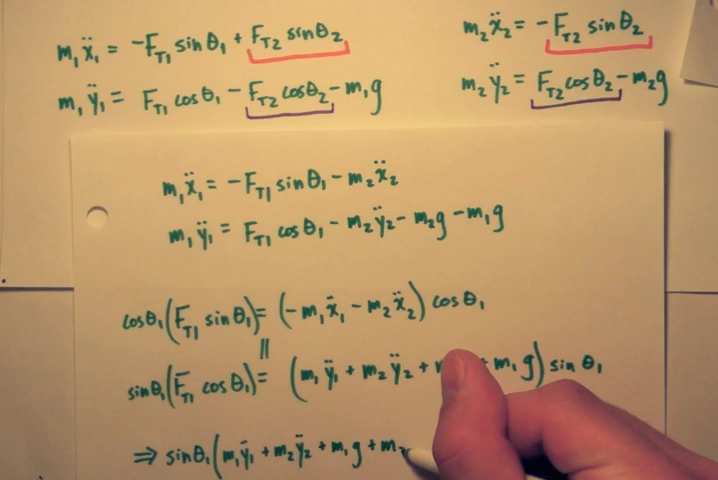 m₁ẍ₁ = -F_T1 sinθ₁ + F_T2 sinθ₂
m₁ÿ₁ = F_T1 cosθ₁ - F_T2 cosθ₂ - m₁g
m₂ẍ₂ = -F_T2 sinθ₂
m₂ÿ₂ = F_T2 cosθ₂ - m₂g
m₁ẍ₁ = -F_T1 sinθ₁ - m₂ẍ₂
m₁ÿ₁ = F_T1 cosθ₁ - m₂ÿ₂ - m₂g - m₁g
cosθ₁(F_T1 sinθ₁) = (-m₁ẍ₁ - m₂ẍ₂) cosθ₁
=
sinθ₁(F_T1 cosθ₁) = (m₁ÿ₁ + m₂ÿ₂ + + m₁g) sinθ₁
⇒ sinθ₁(m₁ÿ₁ + m₂ÿ₂ + m₁g + m₂